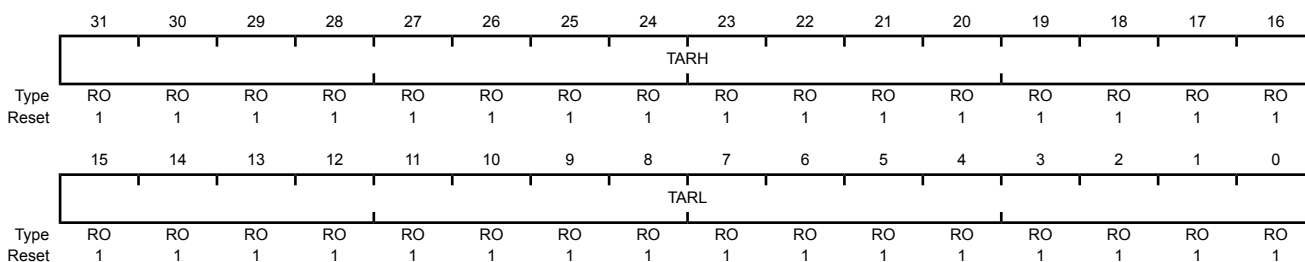 31 30 29 28 27 26 25 24 23 22 21 20 19 18 17 16
TARH
Type RO RO RO RO RO RO RO RO RO RO RO RO RO RO RO RO
Reset 1 1 1 1 1 1 1 1 1 1 1 1 1 1 1 1
15 14 13 12 11 10 9 8 7 6 5 4 3 2 1 0
TARL
Type RO RO RO RO RO RO RO RO RO RO RO RO RO RO RO RO
Reset 1 1 1 1 1 1 1 1 1 1 1 1 1 1 1 1